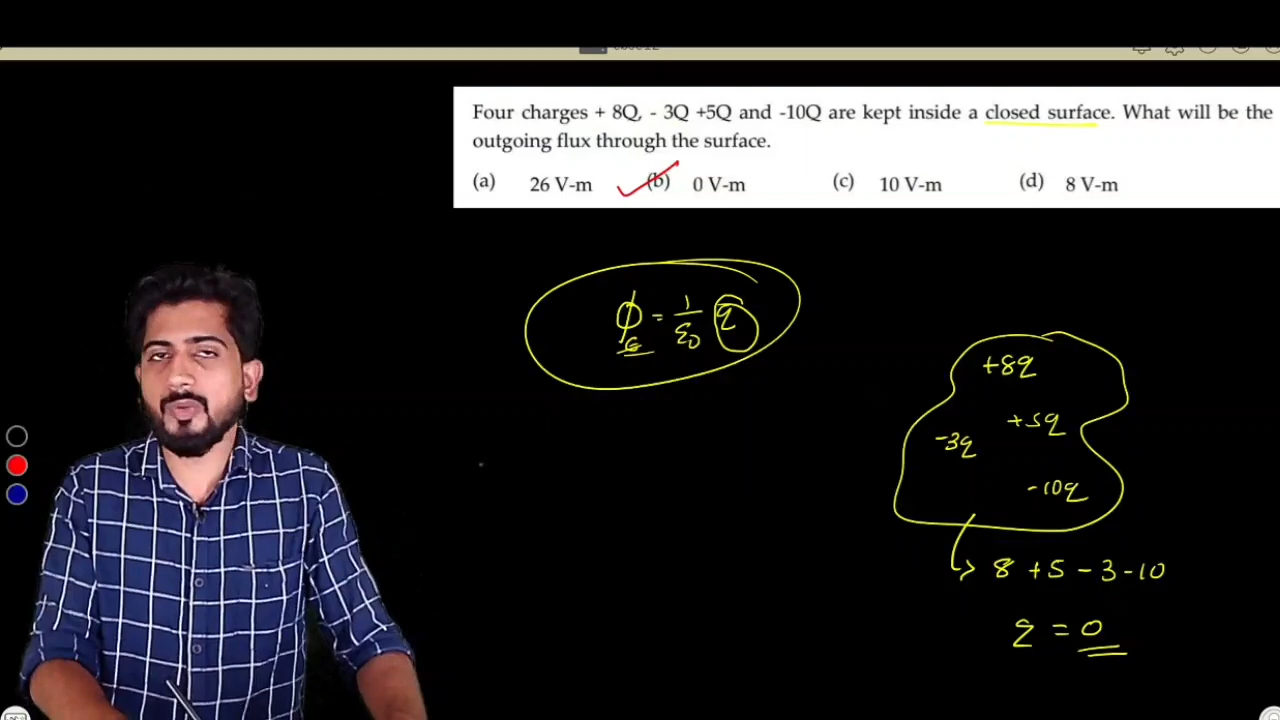 Four charges + 8Q, - 3Q +5Q and -10Q are kept inside a closed surface. What will be the
outgoing flux through the surface.
(a) 26 V-m (b) 0 V-m (c) 10 V-m (d) 8 V-m
ϕE = 1/ε0 q
+8q
+5q
-3q
-10q
8 + 5 - 3 - 10
q = 0